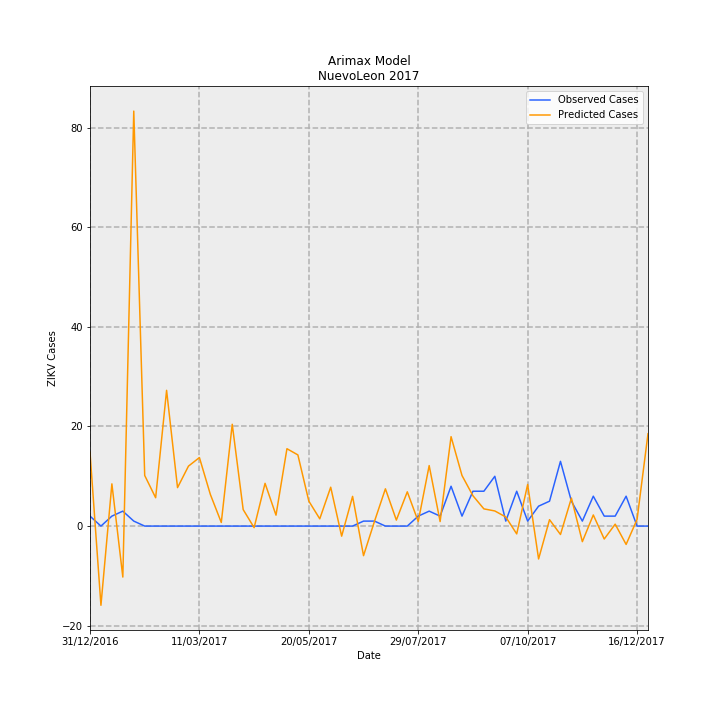 Arimax Model
NuevoLeon 2017
Observed Cases
Predicted Cases
80
60
40
20
0
−20
ZIKV Cases
31/12/2016 11/03/2017 20/05/2017 29/07/2017 07/10/2017 16/12/2017
Date